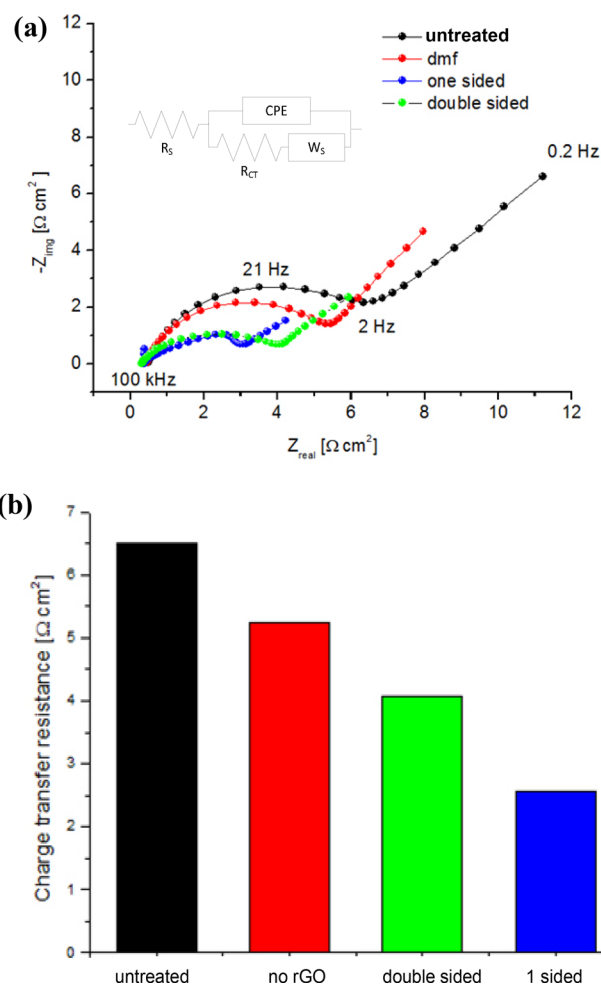 (a)
-Z_img [Ω cm²]
12
10
8
6
4
2
0
untreated
dmf
one sided
double sided
CPE
R_S
R_CT
W_S
0.2 Hz
21 Hz
2 Hz
100 kHz
0 2 4 6 8 10 12
Z_real [Ω cm²]
(b)
Charge transfer resistance [Ω cm²]
7
6
5
4
3
2
1
0
untreated no rGO double sided 1 sided